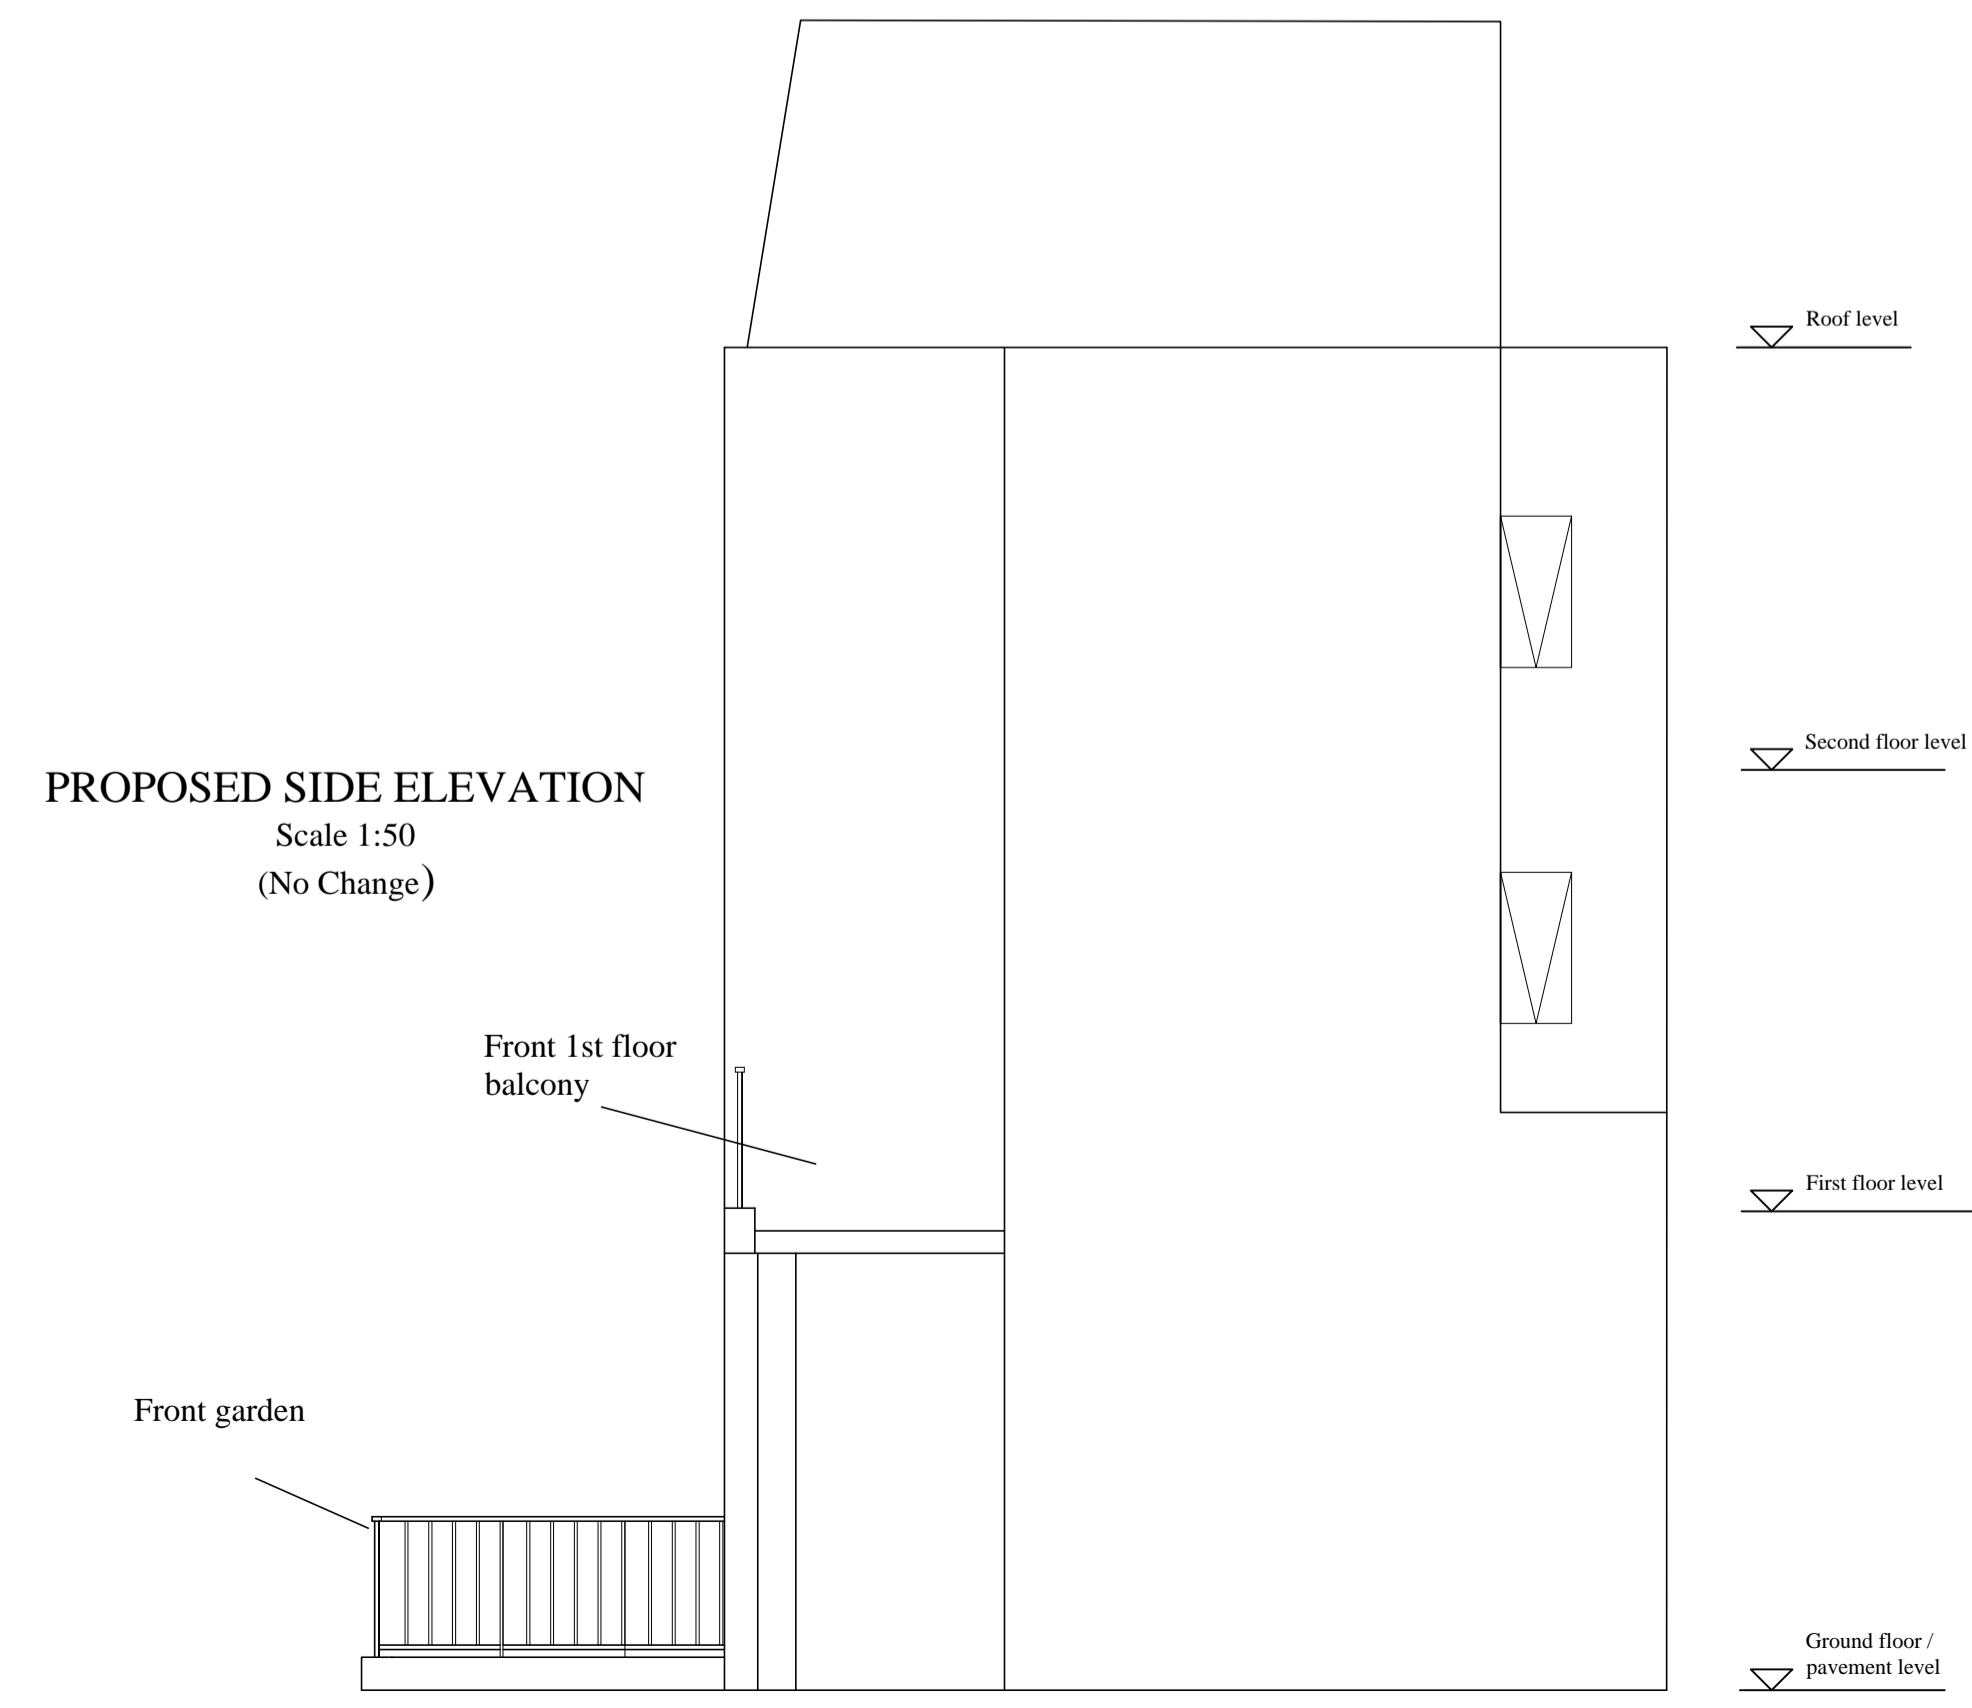 Roof level
Second floor level
PROPOSED SIDE ELEVATION
Scale 1:50
(No Change)
Front 1st floor
balcony
First floor level
Front garden
Ground floor /
pavement level